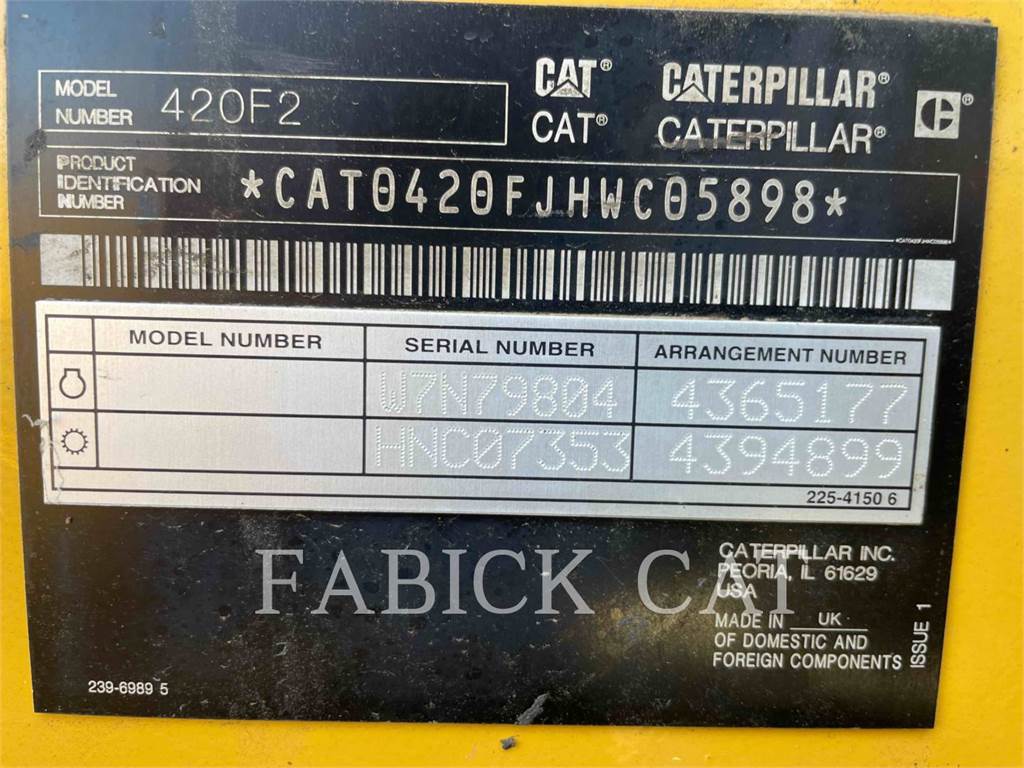 MODEL
NUMBER 420F2
CAT® CATERPILLAR®
CAT® CATERPILLAR®
PRODUCT
IDENTIFICATION
NUMBER
*CAT0420FJHWC05898*
*CAT0420FJHWC05898*
MODEL NUMBER SERIAL NUMBER ARRANGEMENT NUMBER
W7N79804 4365177
HNC07353 4394899
225-4150 6
FABICK CAT
CATERPILLAR INC.
PEORIA, IL 61629
USA
MADE IN UK
OF DOMESTIC AND
FOREIGN COMPONENTS
ISSUE 1
239-6989 5